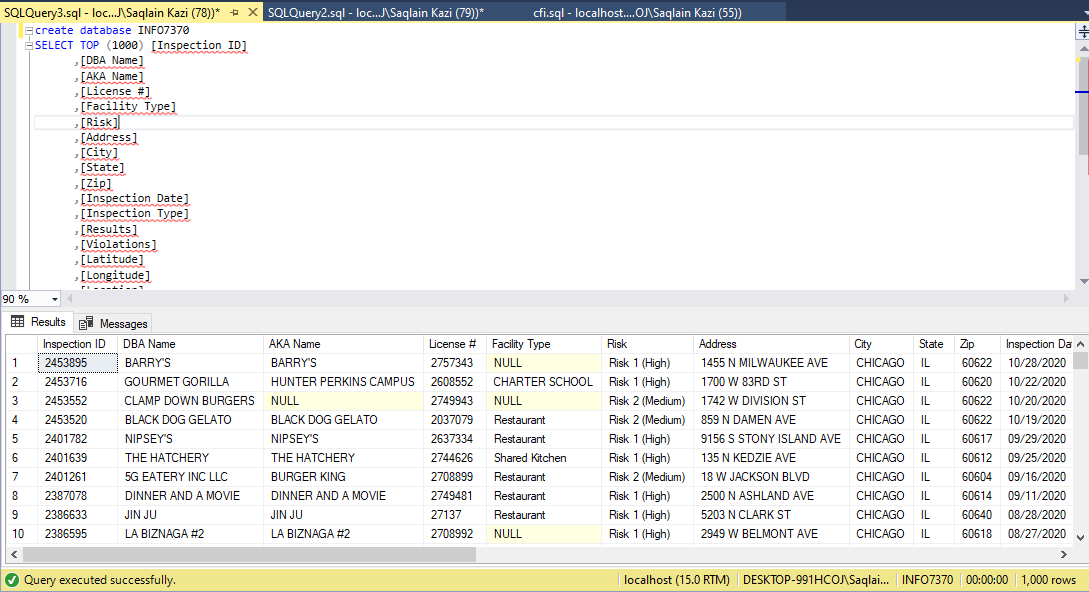 SQLQuery3.sql - loc...J\Saqlain Kazi (78))* SQLQuery2.sql - loc...J\Saqlain Kazi (79))* cfi.sql - localhost....OJ\Saqlain Kazi (55))
create database INFO7370
SELECT TOP (1000) [Inspection ID]
,[DBA Name]
,[AKA Name]
,[License #]
,[Facility Type]
,[Risk]
,[Address]
,[City]
,[State]
,[Zip]
,[Inspection Date]
,[Inspection Type]
,[Results]
,[Violations]
,[Latitude]
,[Longitude]
90 %
Results Messages
Inspection ID DBA Name AKA Name License # Facility Type Risk Address City State Zip Inspection Dat
1 2453895 BARRY'S BARRY'S 2757343 NULL Risk 1 (High) 1455 N MILWAUKEE AVE CHICAGO IL 60622 10/28/2020
2 2453716 GOURMET GORILLA HUNTER PERKINS CAMPUS 2608552 CHARTER SCHOOL Risk 1 (High) 1700 W 83RD ST CHICAGO IL 60620 10/22/2020
3 2453552 CLAMP DOWN BURGERS NULL 2749943 NULL Risk 2 (Medium) 1742 W DIVISION ST CHICAGO IL 60622 10/20/2020
4 2453520 BLACK DOG GELATO BLACK DOG GELATO 2037079 Restaurant Risk 2 (Medium) 859 N DAMEN AVE CHICAGO IL 60622 10/19/2020
5 2401782 NIPSEY'S NIPSEY'S 2637334 Restaurant Risk 1 (High) 9156 S STONY ISLAND AVE CHICAGO IL 60617 09/29/2020
6 2401639 THE HATCHERY THE HATCHERY 2744626 Shared Kitchen Risk 1 (High) 135 N KEDZIE AVE CHICAGO IL 60612 09/25/2020
7 2401261 5G EATERY INC LLC BURGER KING 2708899 Restaurant Risk 2 (Medium) 18 W JACKSON BLVD CHICAGO IL 60604 09/16/2020
8 2387078 DINNER AND A MOVIE DINNER AND A MOVIE 2749481 Restaurant Risk 1 (High) 2500 N ASHLAND AVE CHICAGO IL 60614 09/11/2020
9 2386633 JIN JU JIN JU 27137 Restaurant Risk 1 (High) 5203 N CLARK ST CHICAGO IL 60640 08/28/2020
10 2386595 LA BIZNAGA #2 LA BIZNAGA #2 2708992 NULL Risk 1 (High) 2949 W BELMONT AVE CHICAGO IL 60618 08/27/2020
Query executed successfully. localhost (15.0 RTM) DESKTOP-991HCOJ\Saqlai... INFO7370 00:00:00 1,000 rows